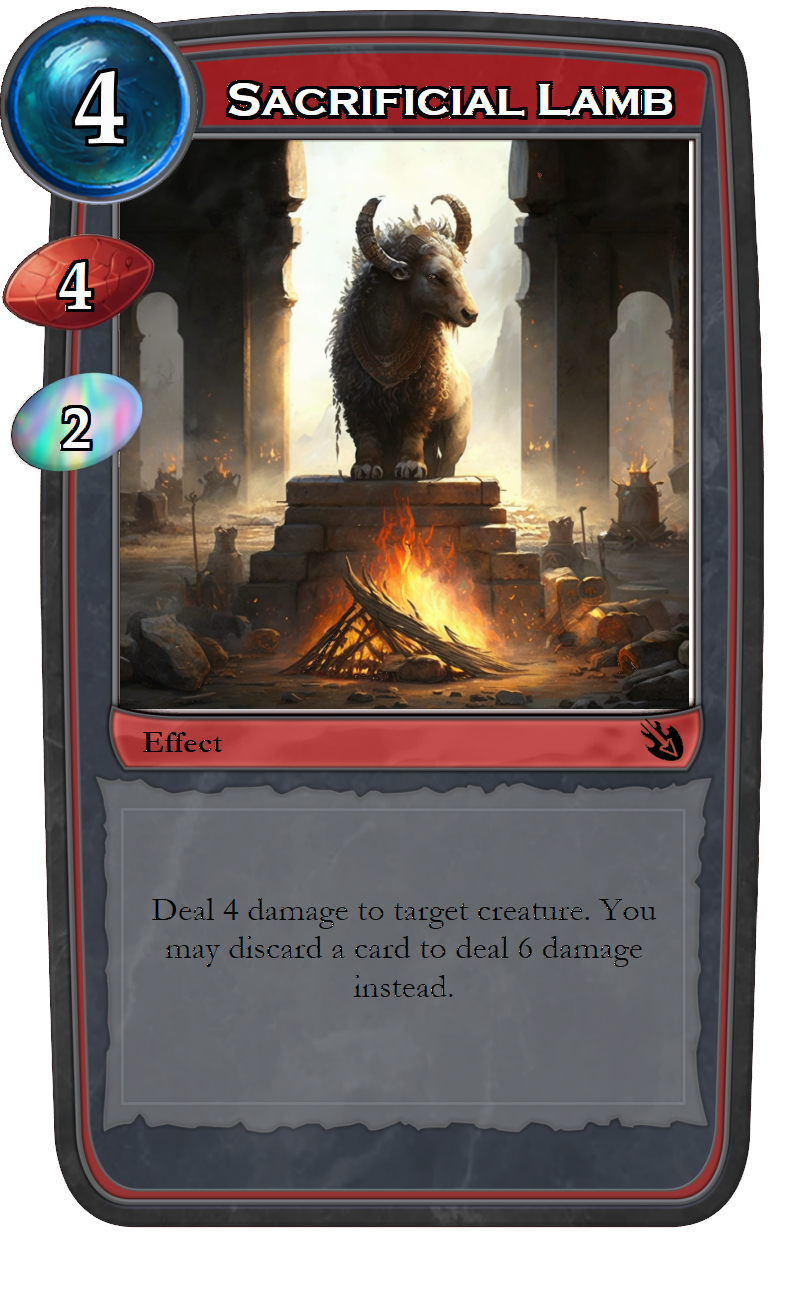 4
Sacrificial Lamb
4
2
Effect
Deal 4 damage to target creature. You
may discard a card to deal 6 damage
instead.